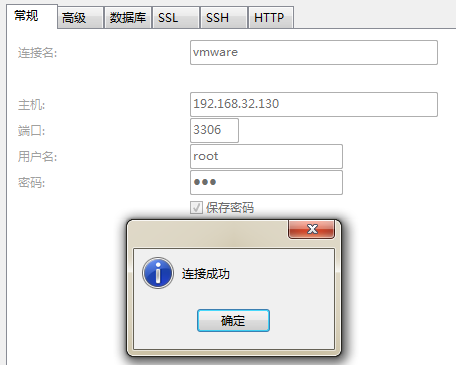 常规 高级 数据库 SSL SSH HTTP
连接名: vmware
主机: 192.168.32.130
端口: 3306
用户名: root
密码: ●●●
保存密码
连接成功
确定